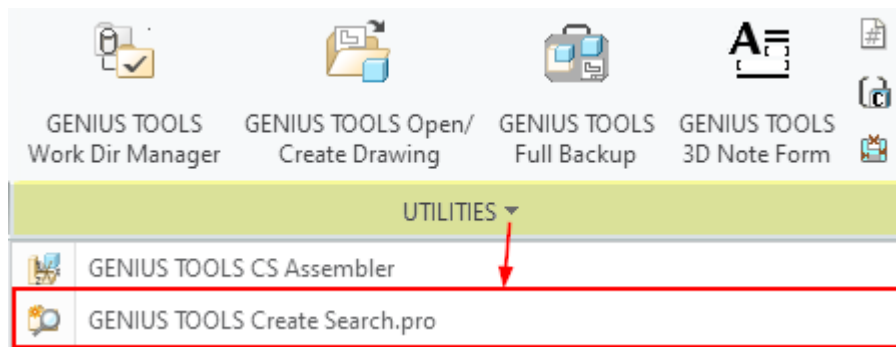 GENIUS TOOLS
Work Dir Manager
GENIUS TOOLS Open/
Create Drawing
GENIUS TOOLS
Full Backup
GENIUS TOOLS
3D Note Form
UTILITIES
GENIUS TOOLS CS Assembler
GENIUS TOOLS Create Search.pro